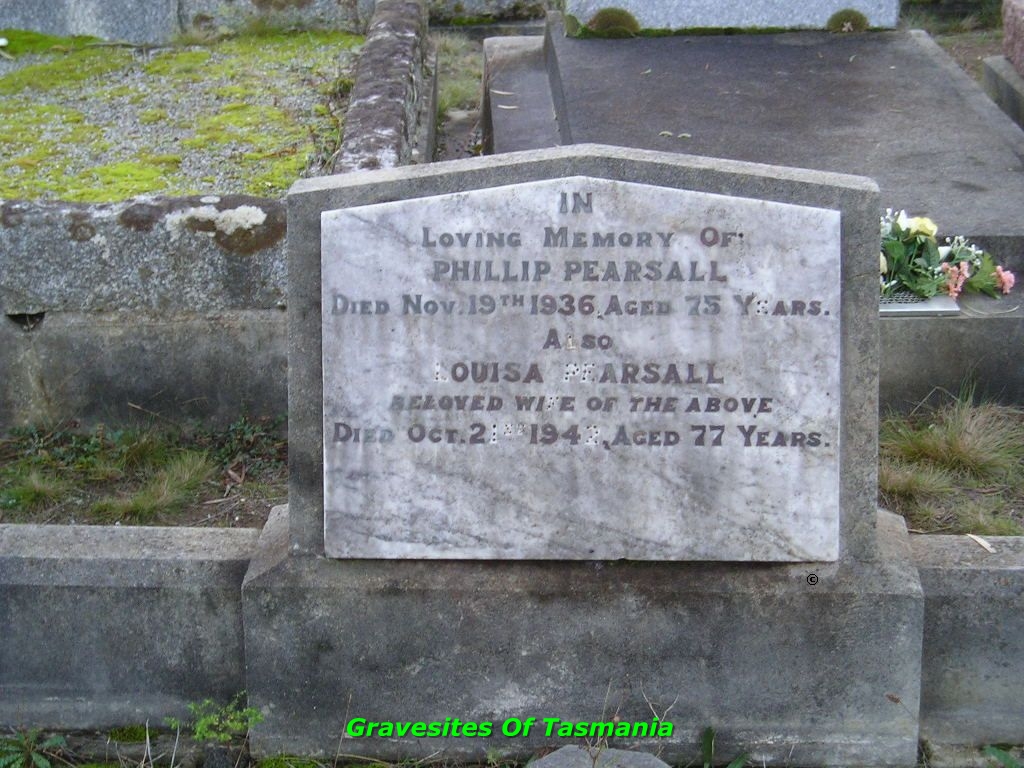 IN
LOVING MEMORY OF
PHILLIP PEARSALL
DIED NOV. 19TH 1936, AGED 75 YEARS.
ALSO
LOUISA PEARSALL
BELOVED WIFE OF THE ABOVE
DIED OCT. AGED 77 YEARS.
©
Gravesites Of Tasmania